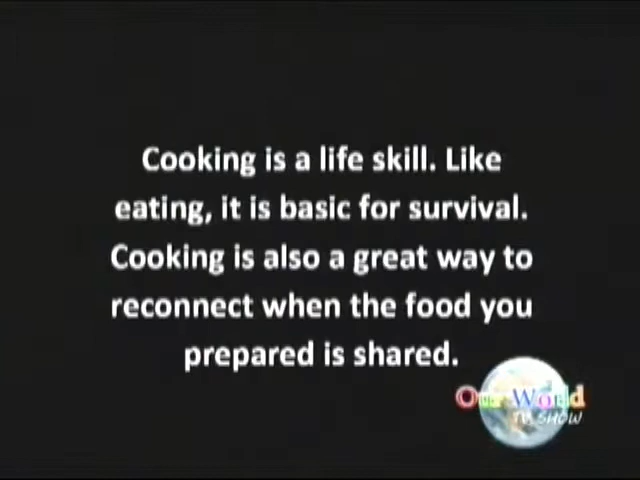 Cooking is a life skill. Like
eating, it is basic for survival.
Cooking is also a great way to
reconnect when the food you
prepared is shared.
Our World
TV SHOW